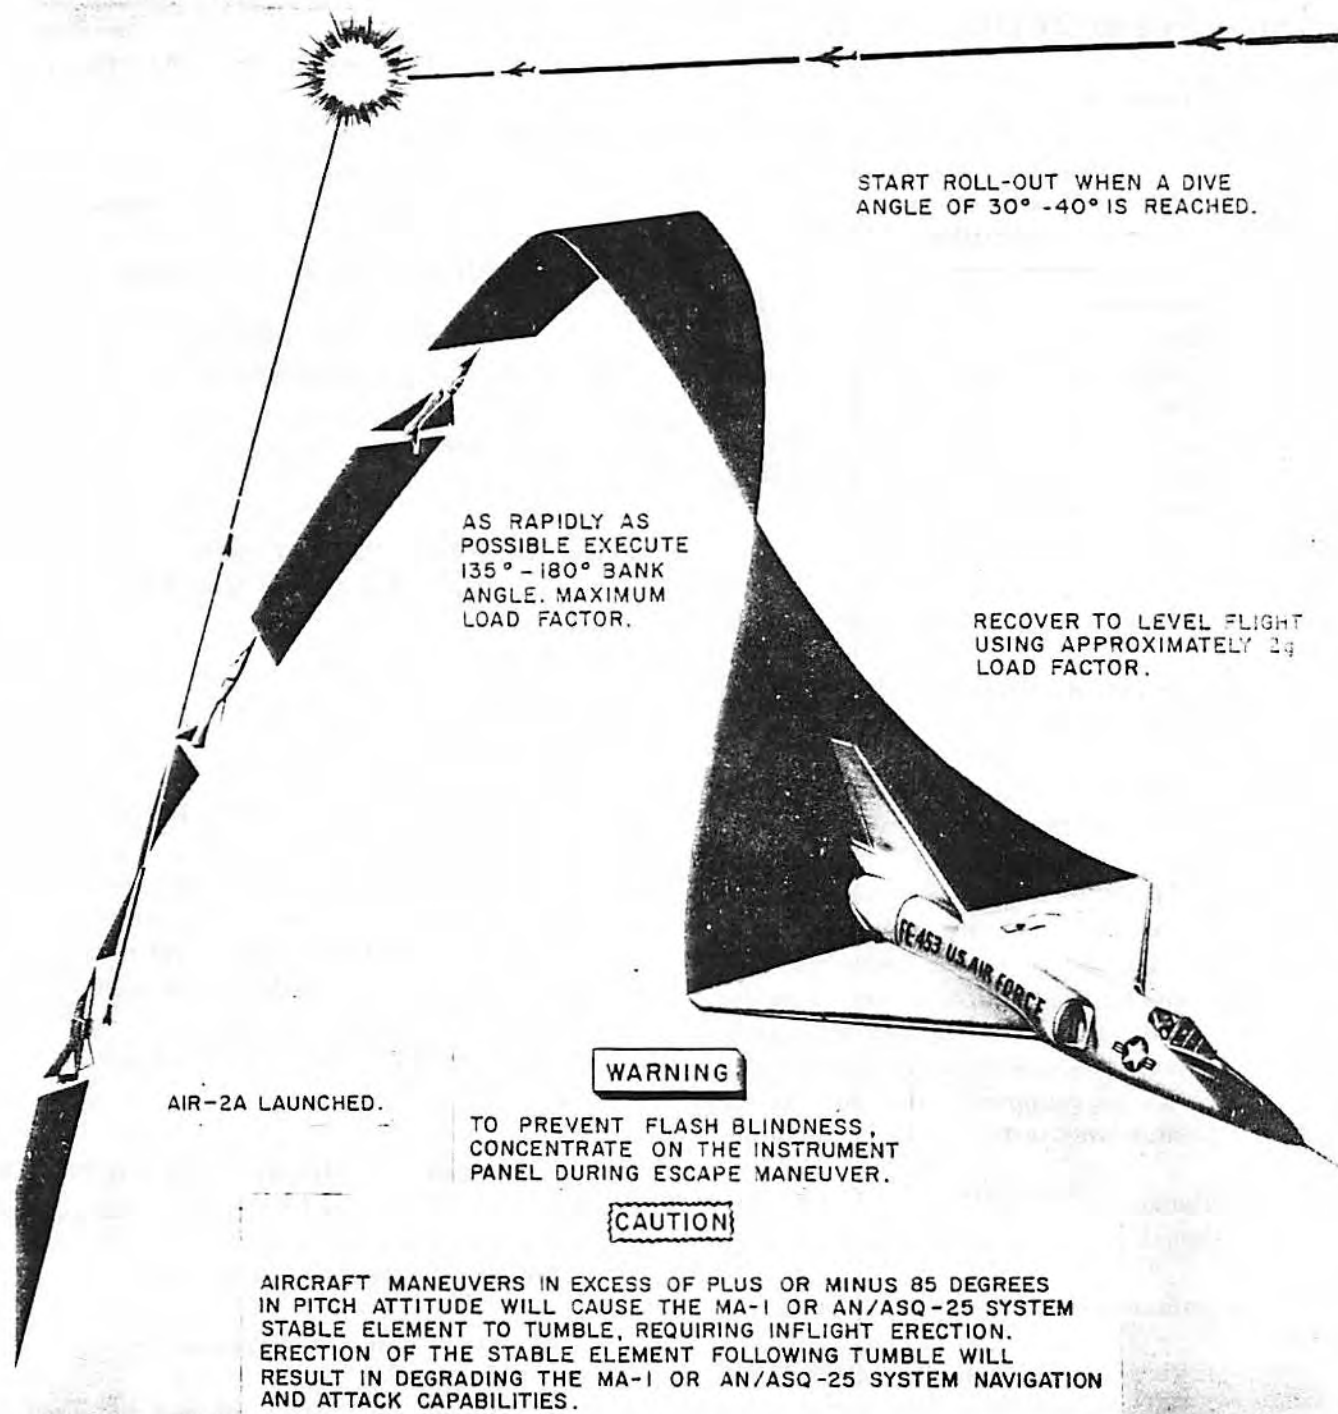 START ROLL-OUT WHEN A DIVE
ANGLE OF 30° -40° IS REACHED.
AS RAPIDLY AS
POSSIBLE EXECUTE
135° - 180° BANK
ANGLE. MAXIMUM
LOAD FACTOR.
RECOVER TO LEVEL FLIGHT
USING APPROXIMATELY 2g
LOAD FACTOR.
FE-453 U.S. AIR FORCE
AIR-2A LAUNCHED.
WARNING
TO PREVENT FLASH BLINDNESS,
CONCENTRATE ON THE INSTRUMENT
PANEL DURING ESCAPE MANEUVER.
CAUTION
AIRCRAFT MANEUVERS IN EXCESS OF PLUS OR MINUS 85 DEGREES
IN PITCH ATTITUDE WILL CAUSE THE MA-1 OR AN/ASQ-25 SYSTEM
STABLE ELEMENT TO TUMBLE, REQUIRING INFLIGHT ERECTION.
ERECTION OF THE STABLE ELEMENT FOLLOWING TUMBLE WILL
RESULT IN DEGRADING THE MA-1 OR AN/ASQ-25 SYSTEM NAVIGATION
AND ATTACK CAPABILITIES.